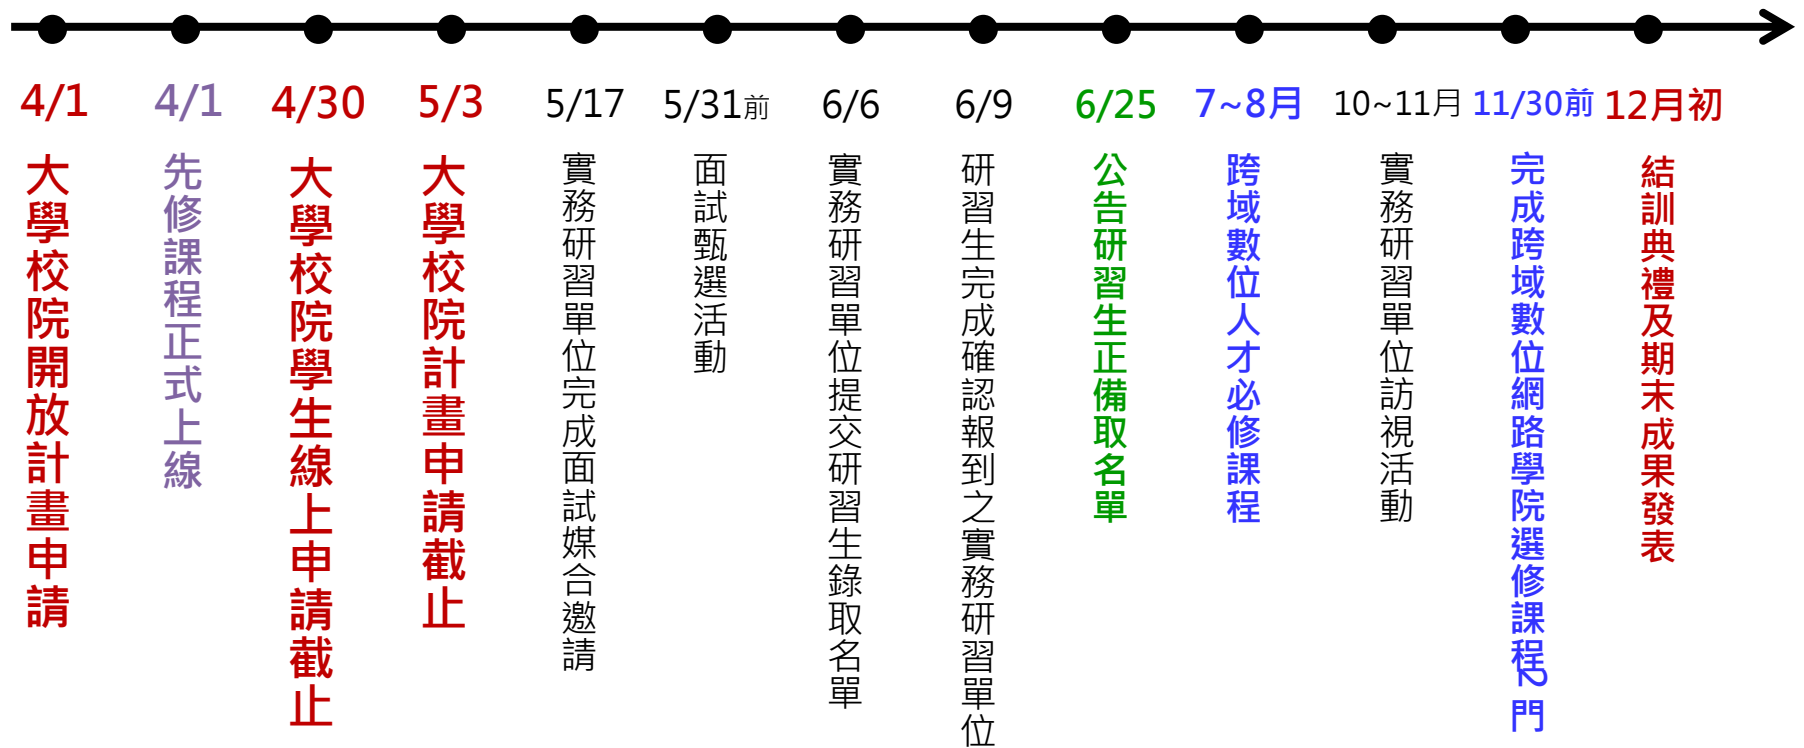 4/1
大學校院開放計畫申請
4/1
先修課程正式上線
4/30
大學校院學生線上申請截止
5/3
大學校院計畫申請截止
5/17
實務研習單位完成面試媒合邀請
5/31前
面試甄選活動
6/6
實務研習單位提交研習生錄取名單
6/9
研習生完成確認報到之實務研習單位
6/25
公告研習生正備取名單
7~8月
跨域數位人才必修課程
10~11月
實務研習單位訪視活動
11/30前
完成跨域數位網路學院選修課程2門
12月初
結訓典禮及期末成果發表